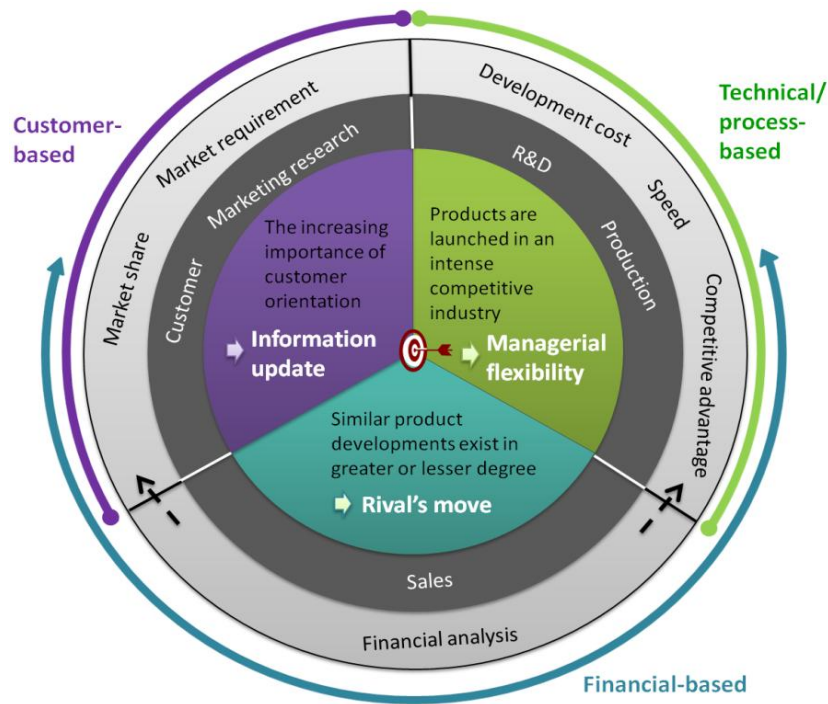 Customer-
based
Technical/
process-
based
Market requirement
Market share
Development cost
Speed
Competitive advantage
Marketing research
Customer
R&D
Production
The increasing
importance of
customer
orientation
Information
update
Products are
launched in an
intense
competitive
industry
Managerial
flexibility
Similar product
developments exist in
greater or lesser degree
Rival's move
Sales
Financial analysis
Financial-based